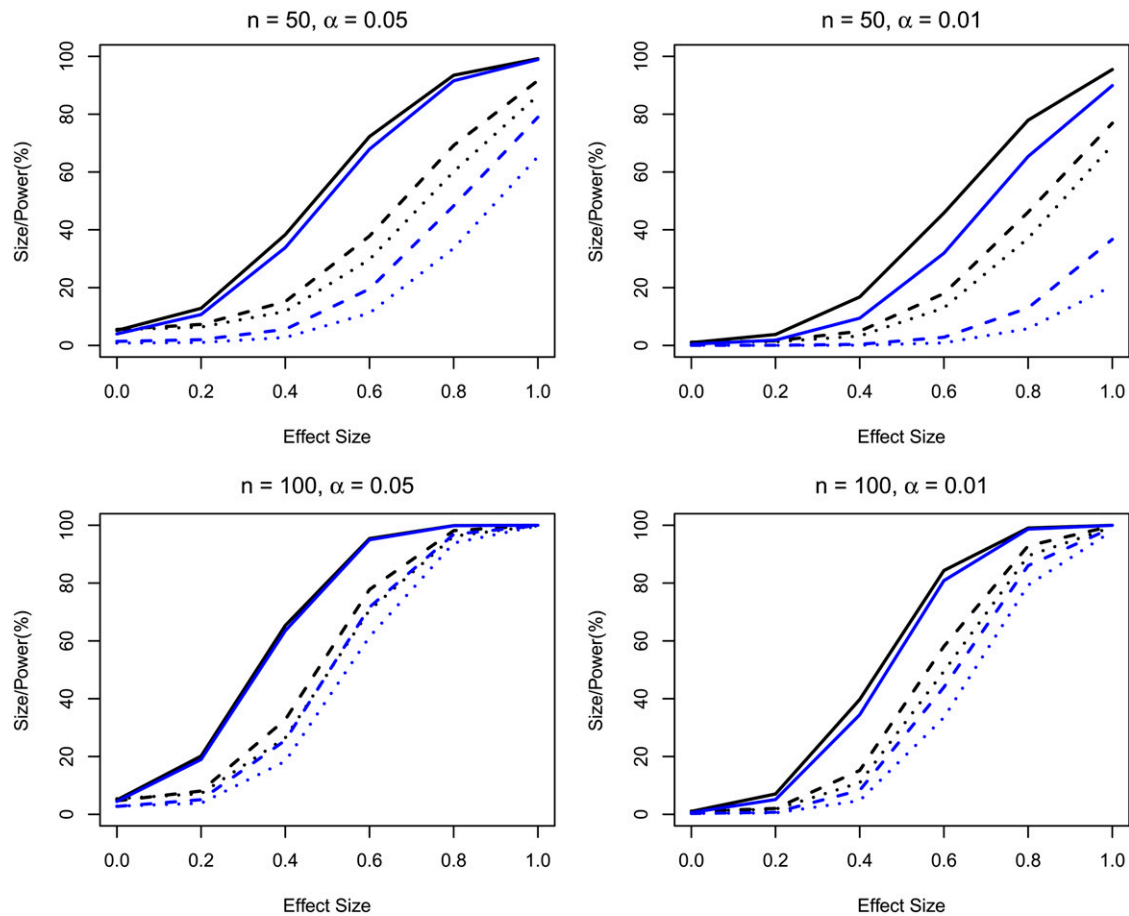 n = 50, α = 0.05
Size/Power(%)
100
80
60
40
20
0
0.0 0.2 0.4 0.6 0.8 1.0
Effect Size
n = 50, α = 0.01
Size/Power(%)
100
80
60
40
20
0
0.0 0.2 0.4 0.6 0.8 1.0
Effect Size
n = 100, α = 0.05
Size/Power(%)
100
80
60
40
20
0
0.0 0.2 0.4 0.6 0.8 1.0
Effect Size
n = 100, α = 0.01
Size/Power(%)
100
80
60
40
20
0
0.0 0.2 0.4 0.6 0.8 1.0
Effect Size